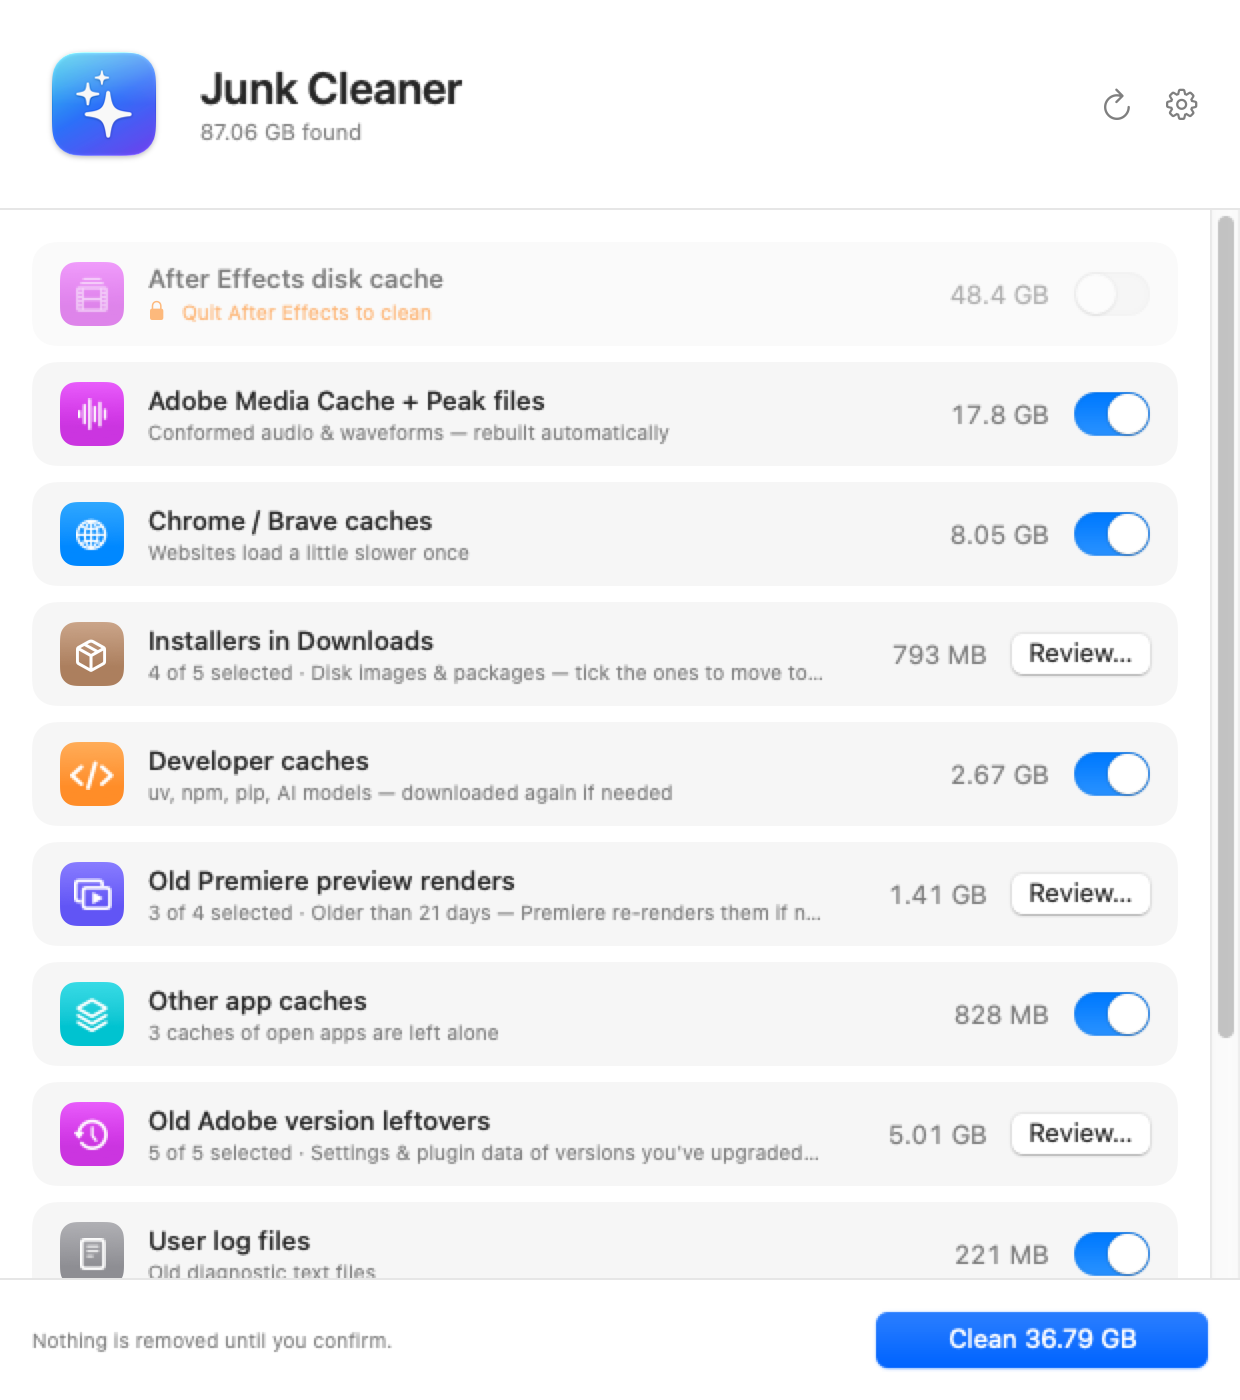 Junk Cleaner
87.06 GB found
After Effects disk cache
Quit After Effects to clean
48.4 GB
Adobe Media Cache + Peak files
Conformed audio & waveforms — rebuilt automatically
17.8 GB
Chrome / Brave caches
Websites load a little slower once
8.05 GB
Installers in Downloads
4 of 5 selected · Disk images & packages — tick the ones to move to...
793 MB
Review...
Developer caches
uv, npm, pip, AI models — downloaded again if needed
2.67 GB
Old Premiere preview renders
3 of 4 selected · Older than 21 days — Premiere re-renders them if n...
1.41 GB
Review...
Other app caches
3 caches of open apps are left alone
828 MB
Old Adobe version leftovers
5 of 5 selected · Settings & plugin data of versions you've upgraded...
5.01 GB
Review...
User log files
Old diagnostic text files
221 MB
Nothing is removed until you confirm.
Clean 36.79 GB